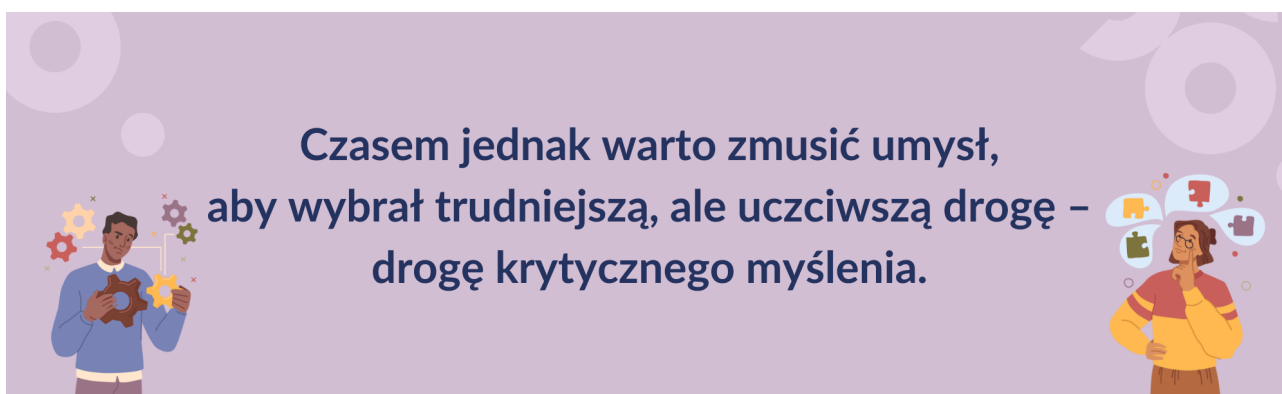 Czasem jednak warto zmusić umysł,
aby wybrał trudniejszą, ale uczciwszą drogę –
drogę krytycznego myślenia.